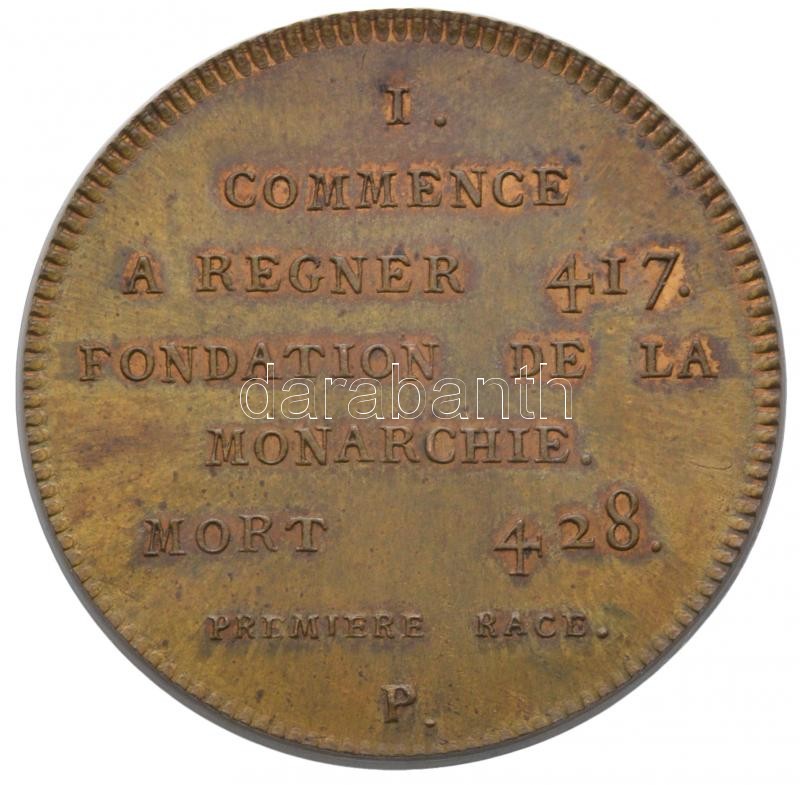 I.
COMMENCE
A REGNER 417.
FONDATION DE LA
darabanth
MONARCHIE.
MORT 428.
PREMIERE RACE.
P.